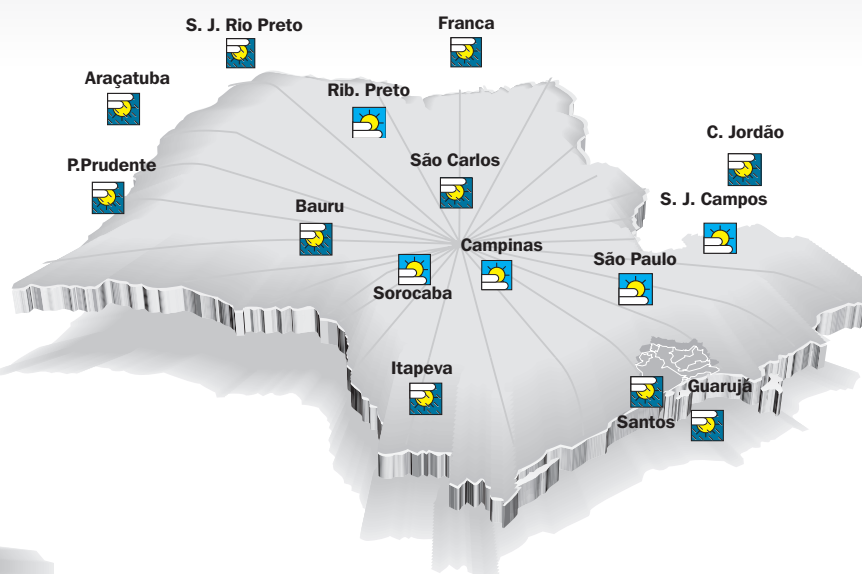 S. J. Rio Preto
Franca
Araçatuba
Rib. Preto
C. Jordão
P.Prudente
São Carlos
S. J. Campos
Bauru
Campinas
São Paulo
Sorocaba
Itapeva
Guarujá
Santos